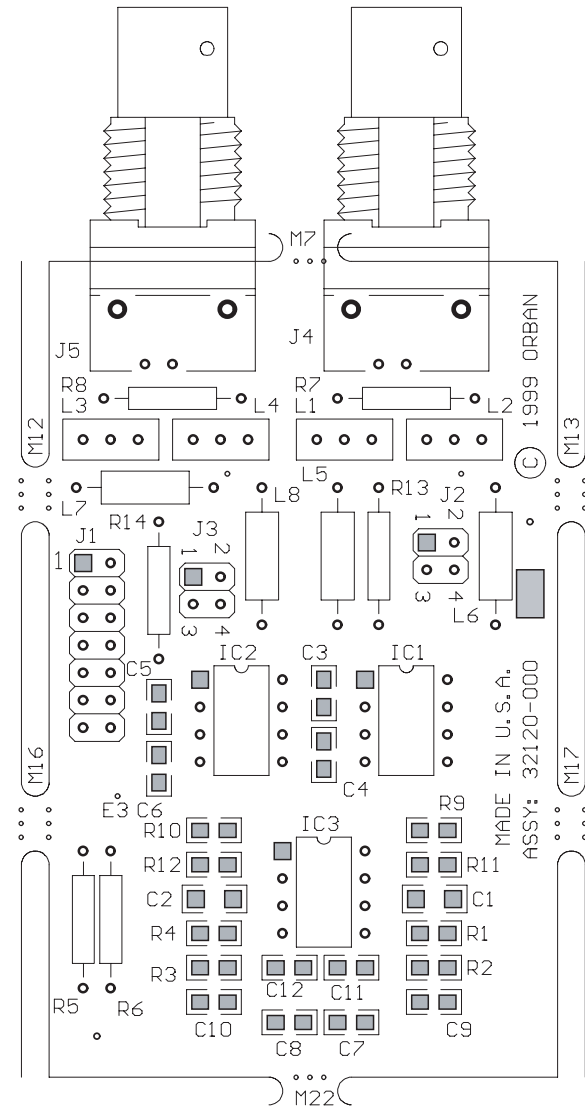 M7
J5
J4
© 1999 ORBAN
R8
R7
L3
L4
L1
L2
M12
M13
L7
L8
L5
R13
J2
R14
J3
J1
1
1
2
3
4
1
2
3
4
L6
C5
IC2
C3
IC1
M16
M17
MADE IN U.S.A.
ASSY: 32120-000
C4
E3
C6
R10
IC3
R9
R12
R11
C2
C1
R4
R1
R3
R2
C12
C11
R5
R6
C10
C9
C8
C7
M22